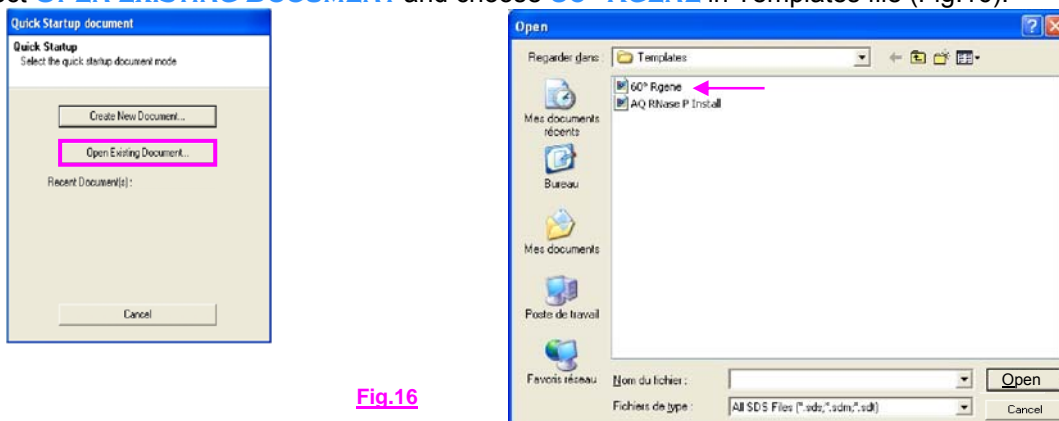 Quick Startup document
Quick Startup
Select the quick startup document mode
Create New Document...
Open Existing Document...
Recent Document(s) :
Cancel
Open
Regarder dans :
Templates
60° Rgene
AQ RNase P Install
Mes documents
récents
Bureau
Mes documents
Poste de travail
Favoris réseau
Nom du fichier :
Open
Fichiers de type :
All SDS Files (*.sds;*.sdm;*.sdt)
Cancel
Fig.16